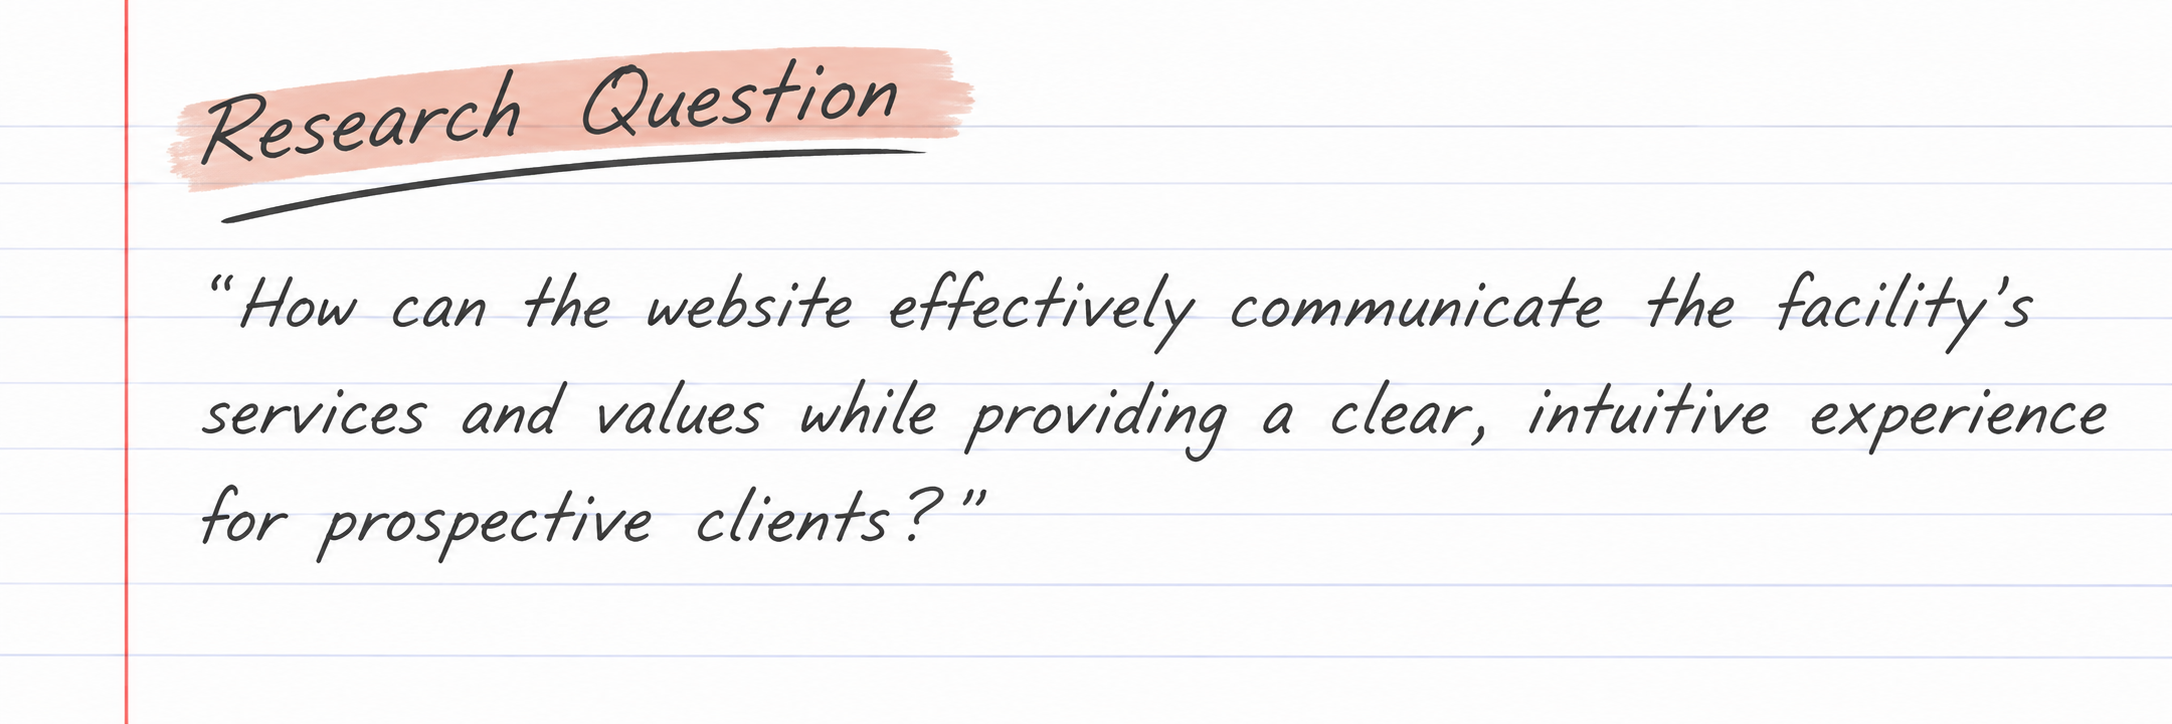 Research Question
“How can the website effectively communicate the facility’s
services and values while providing a clear, intuitive experience
for prospective clients?”